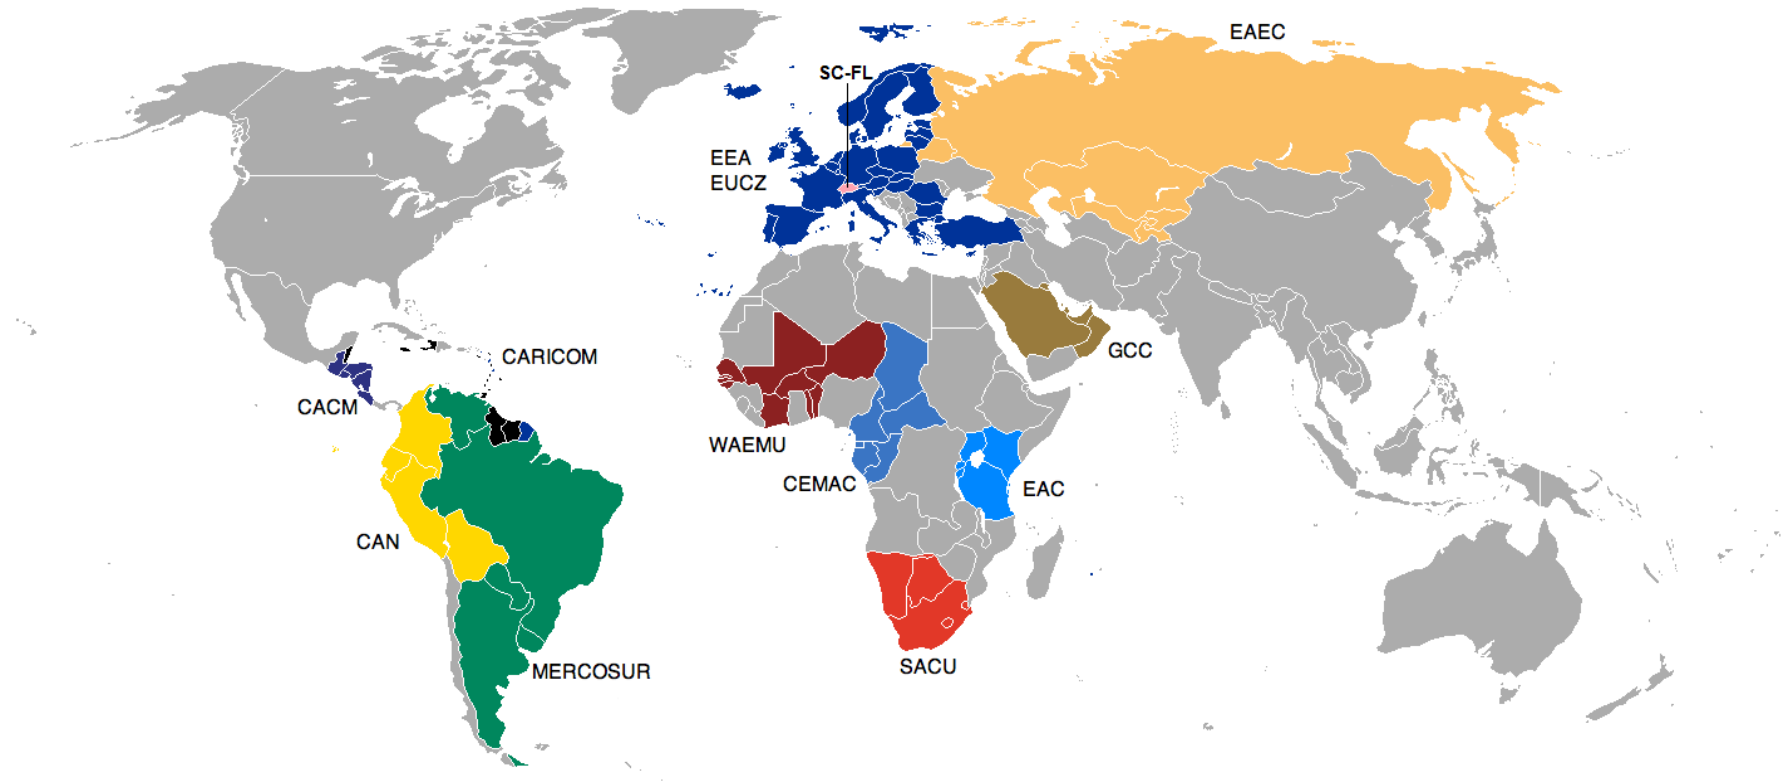 EAEC
SC-FL
EEA
EUCZ
CARICOM
GCC
CACM
WAEMU
CEMAC
EAC
CAN
SACU
MERCOSUR